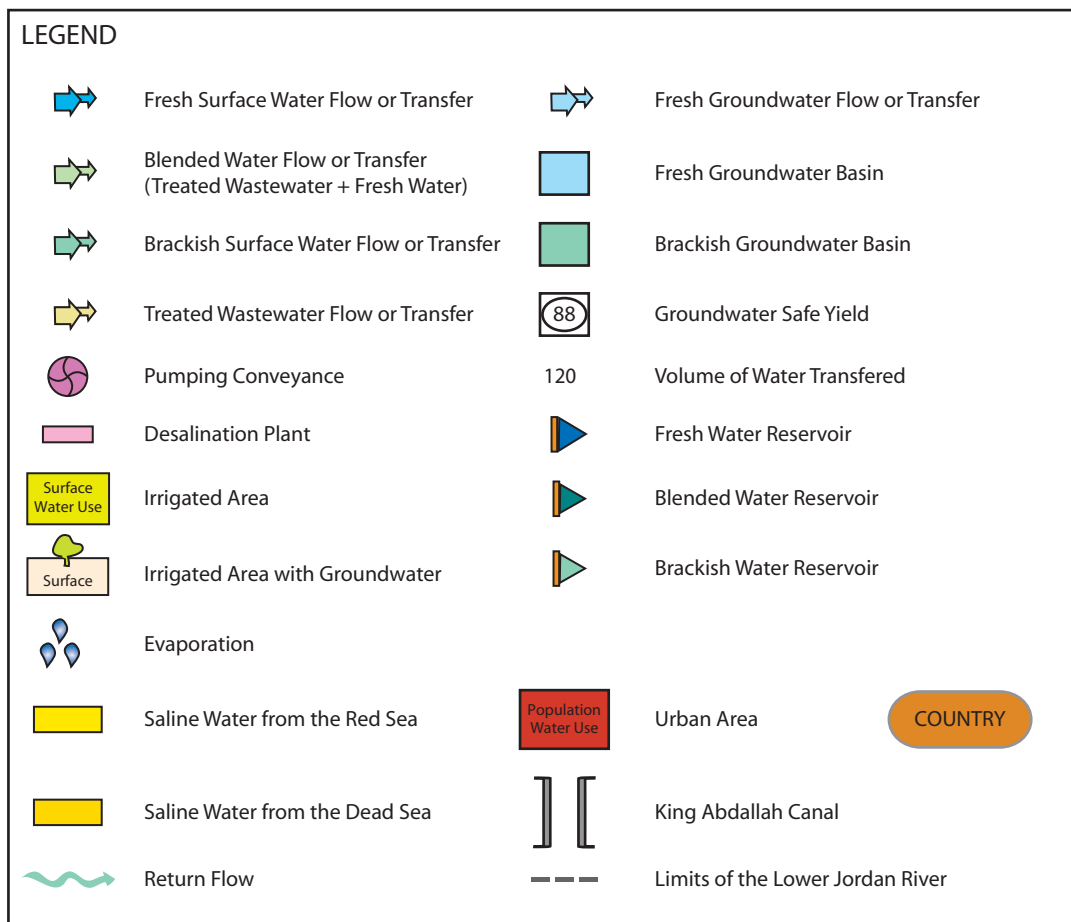 LEGEND
Fresh Surface Water Flow or Transfer
Fresh Groundwater Flow or Transfer
Blended Water Flow or Transfer
(Treated Wastewater + Fresh Water)
Fresh Groundwater Basin
Brackish Surface Water Flow or Transfer
Brackish Groundwater Basin
Treated Wastewater Flow or Transfer
88
Groundwater Safe Yield
Pumping Conveyance
120
Volume of Water Transfered
Desalination Plant
Fresh Water Reservoir
Surface
Water Use
Irrigated Area
Blended Water Reservoir
Surface
Irrigated Area with Groundwater
Brackish Water Reservoir
Evaporation
Saline Water from the Red Sea
Population
Water Use
Urban Area
COUNTRY
Saline Water from the Dead Sea
King Abdallah Canal
Return Flow
Limits of the Lower Jordan River